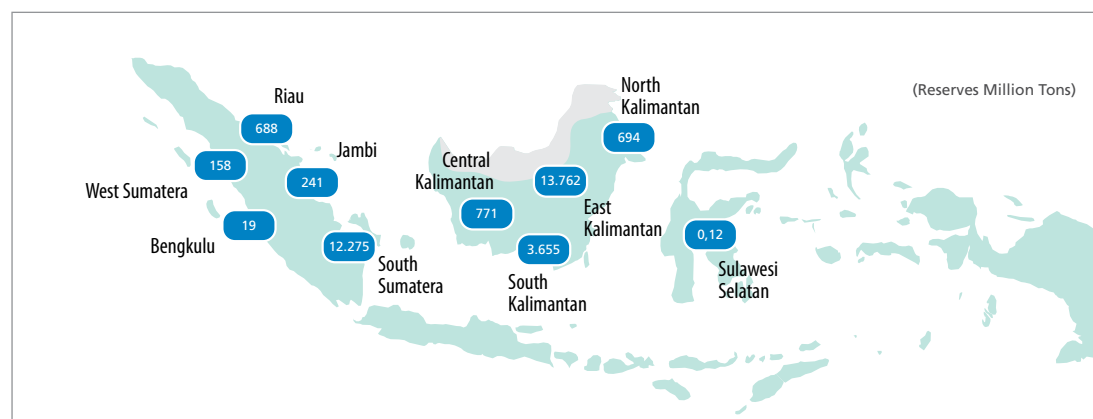 (Reserves Million Tons)
Riau
688
Jambi
241
West Sumatera
158
Bengkulu
19
12.275
South
Sumatera
Central
Kalimantan
771
North
Kalimantan
694
13.762
East
Kalimantan
3.655
South
Kalimantan
0,12
Sulawesi
Selatan